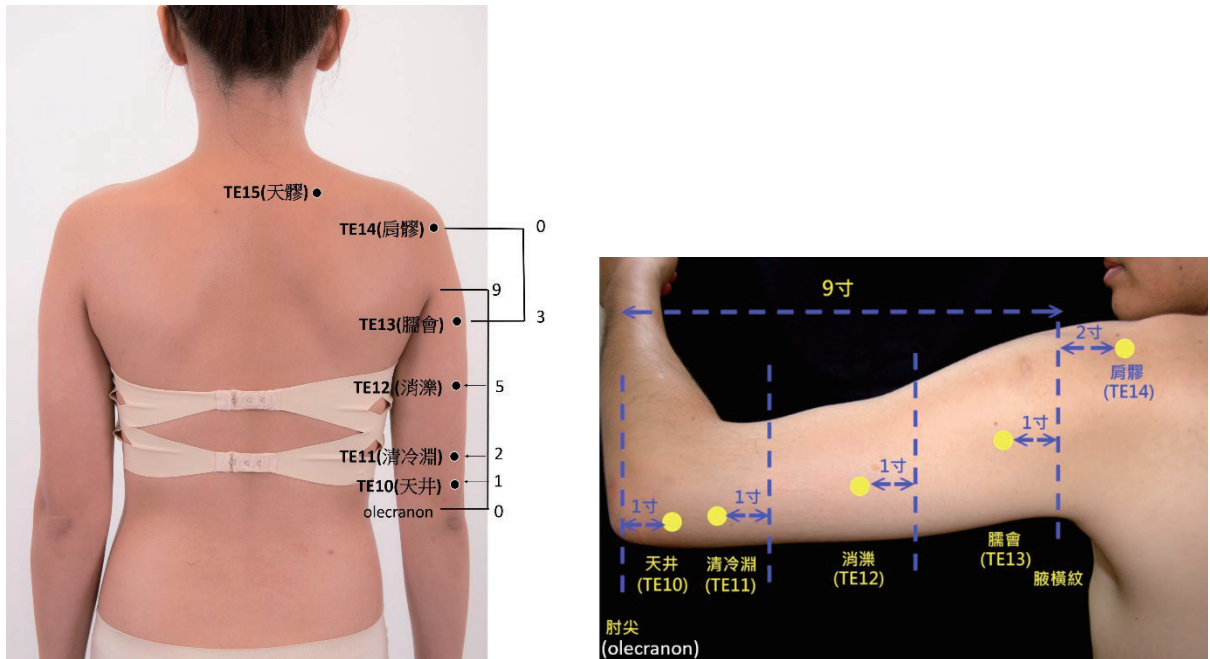 TE15(天髎)
TE14(肩髎)
0
9
TE13(臑會)
3
TE12(消濼)
5
TE11(清冷淵)
2
TE10(天井)
1
olecranon
0
9寸
2寸
肩髎
(TE14)
1寸
1寸
1寸
1寸
天井
(TE10)
清冷淵
(TE11)
消濼
(TE12)
臑會
(TE13)
腋橫紋
肘尖
(olecranon)